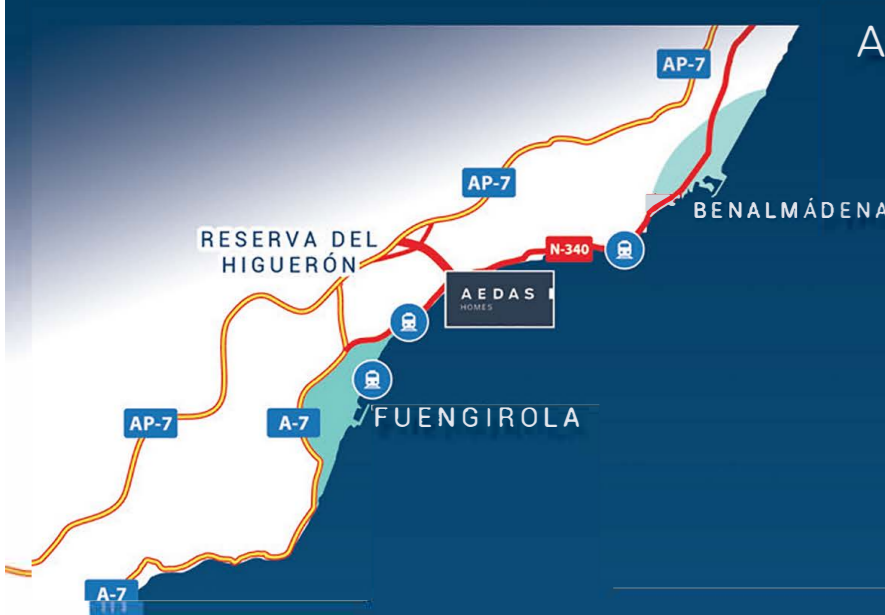 A
AP-7
AP-7
BENALMÁDENA
RESERVA DEL
HIGUERÓN
N-340
AEDAS
HOMES
FUENGIROLA
AP-7
A-7
A-7